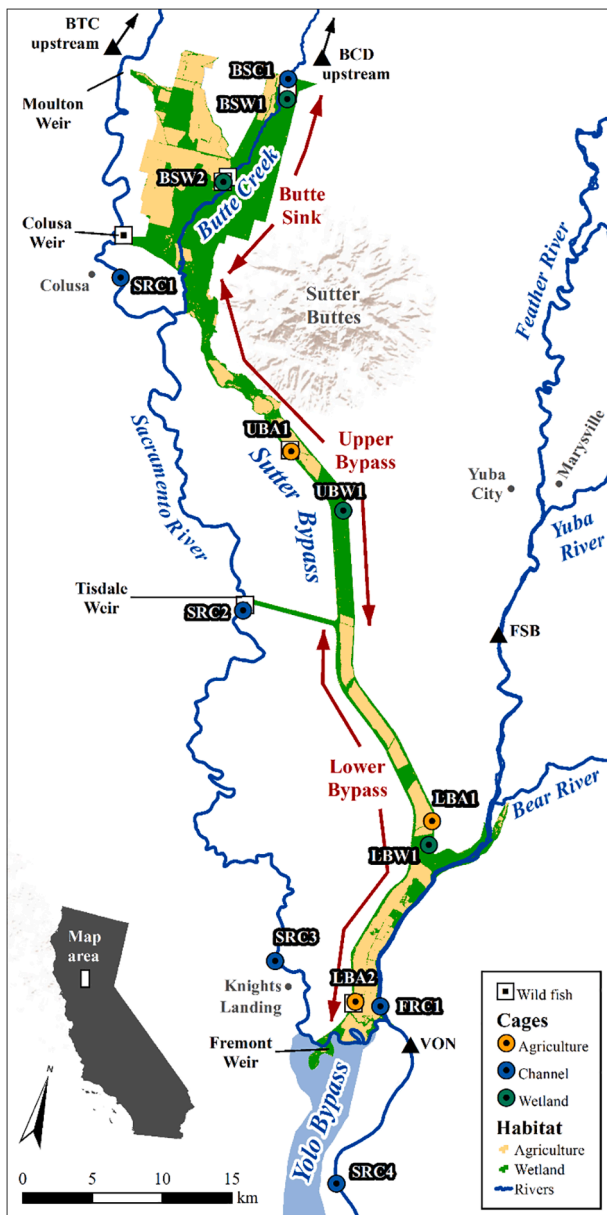 BTC
upstream
BCD
upstream
BSC1
Moulton
Weir
BSW1
BSW2
Butte Creek
Butte
Sink
Colusa
Weir
Colusa
SRC1
Sutter
Buttes
Feather River
UBA1
Sacramento
River
Sutter
Bypass
Upper
Bypass
UBW1
Yuba
City
Marysville
Yuba
River
Tisdale
Weir
SRC2
FSB
Lower
Bypass
LBA1
Bear River
LBW1
Map
area
SRC3
Knights
Landing
LBA2
FRC1
Fremont
Weir
VON
Yolo Bypass
SRC4
N
0 5 10 15
km
Wild fish
Cages
Agriculture
Channel
Wetland
Habitat
Agriculture
Wetland
Rivers